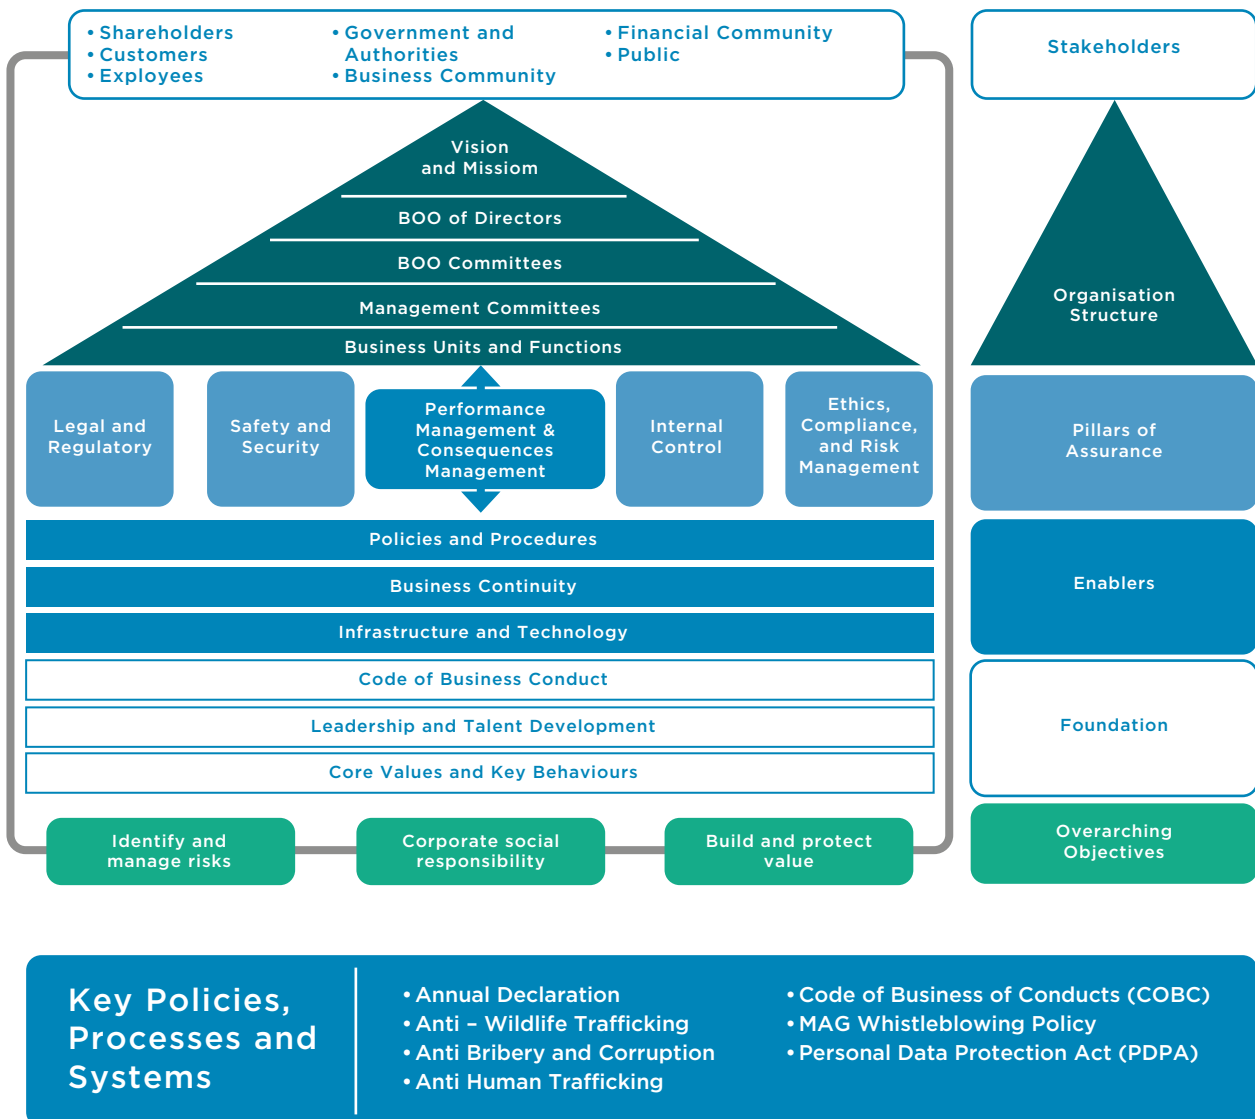 • Shareholders
• Customers
• Exployees
• Government and
Authorities
• Business Community
• Financial Community
• Public
Stakeholders
Vision
and Missiom
BOO of Directors
BOO Committees
Management Committees
Business Units and Functions
Organisation
Structure
Legal and
Regulatory
Safety and
Security
Performance
Management &
Consequences
Management
Internal
Control
Ethics,
Compliance,
and Risk
Management
Pillars of
Assurance
Policies and Procedures
Business Continuity
Infrastructure and Technology
Enablers
Code of Business Conduct
Leadership and Talent Development
Core Values and Key Behaviours
Foundation
Identify and
manage risks
Corporate social
responsibility
Build and protect
value
Overarching
Objectives
Key Policies,
Processes and
Systems
• Annual Declaration
• Anti – Wildlife Trafficking
• Anti Bribery and Corruption
• Anti Human Trafficking
• Code of Business of Conducts (COBC)
• MAG Whistleblowing Policy
• Personal Data Protection Act (PDPA)